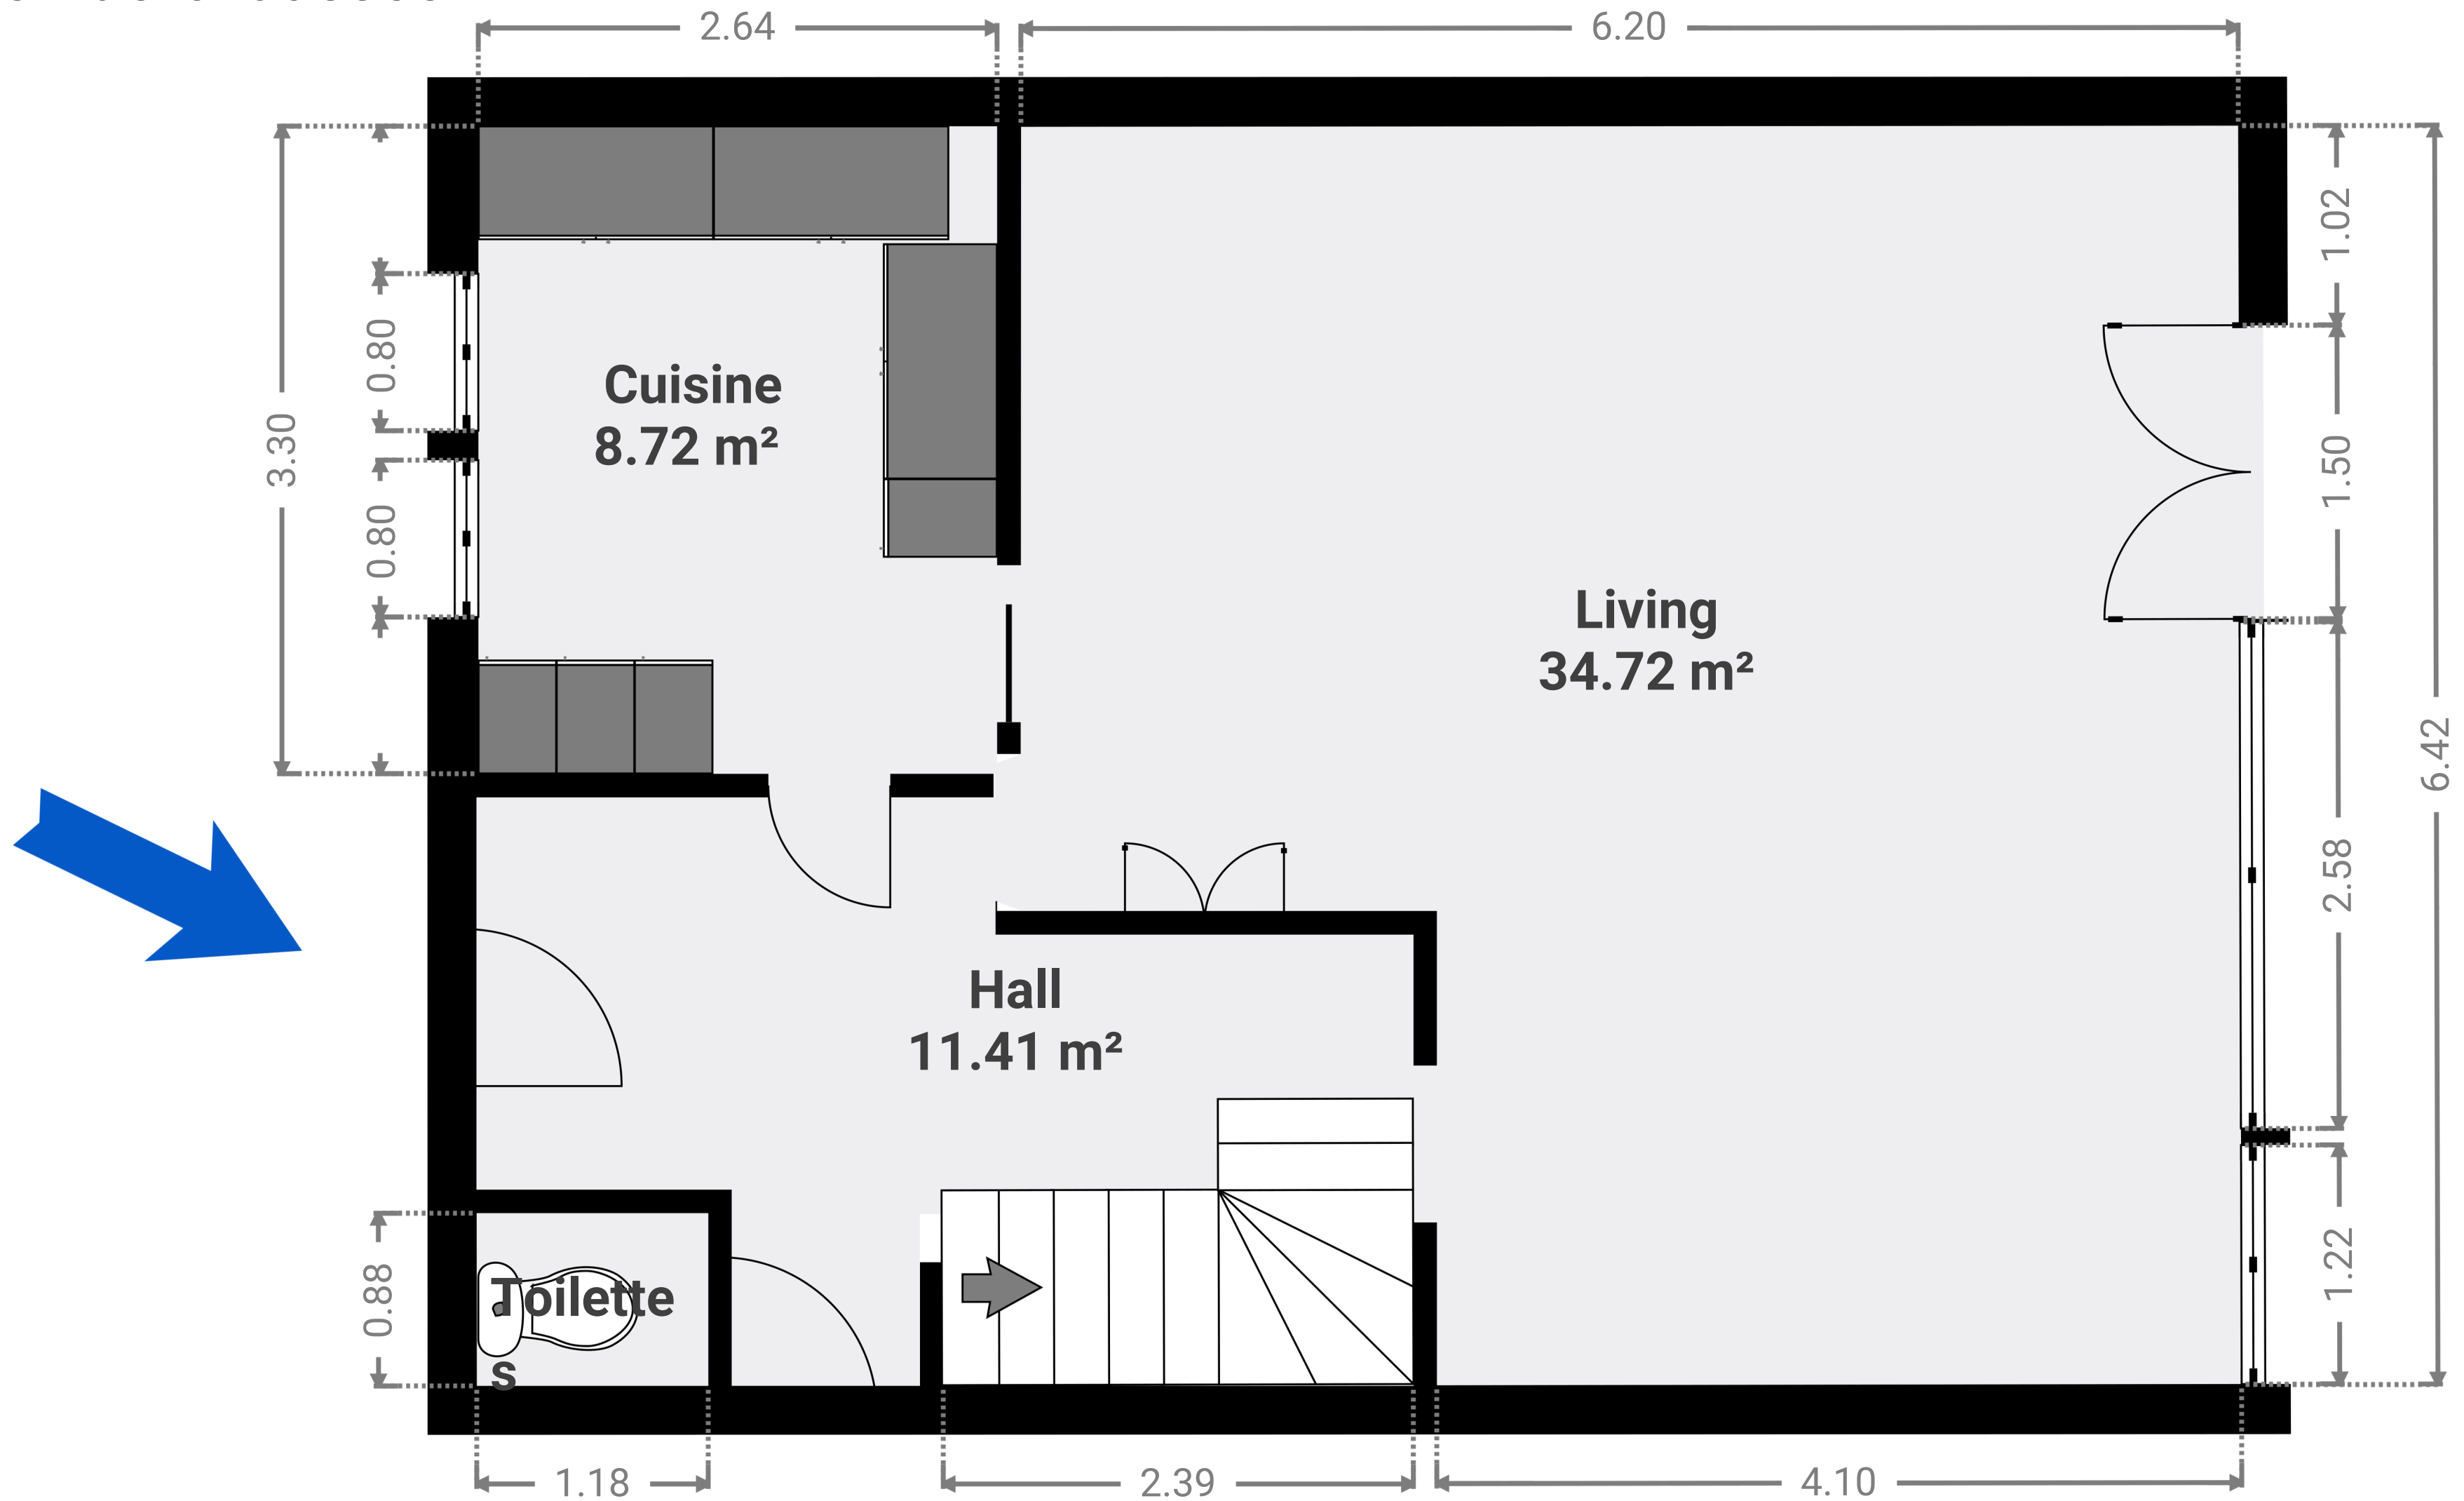 2.64
6.20
1.02
0.80
3.30
Cuisine
8.72 m²
1.50
0.80
Living
34.72 m²
6.42
2.58
Hall
11.41 m²
0.88
Toilette
s
1.22
1.18
2.39
4.10